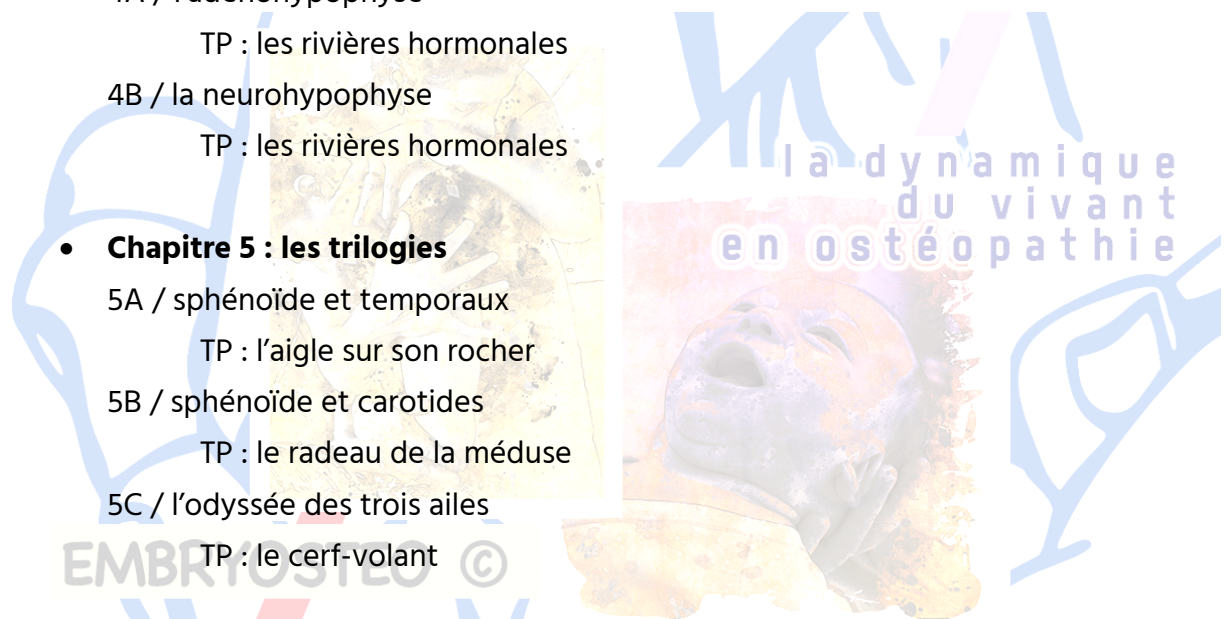 4A / l'adénohypophyse
TP : les rivières hormonales
4B / la neurohypophyse
TP : les rivières hormonales
• Chapitre 5 : les trilogies
5A / sphénoïde et temporaux
TP : l’aigle sur son rocher
5B / sphénoïde et carotides
TP : le radeau de la méduse
5C / l’odyssée des trois ailes
TP : le cerf-volant
la dynamique
du vivant
en ostéopathie
EMBRYOSTEO ©